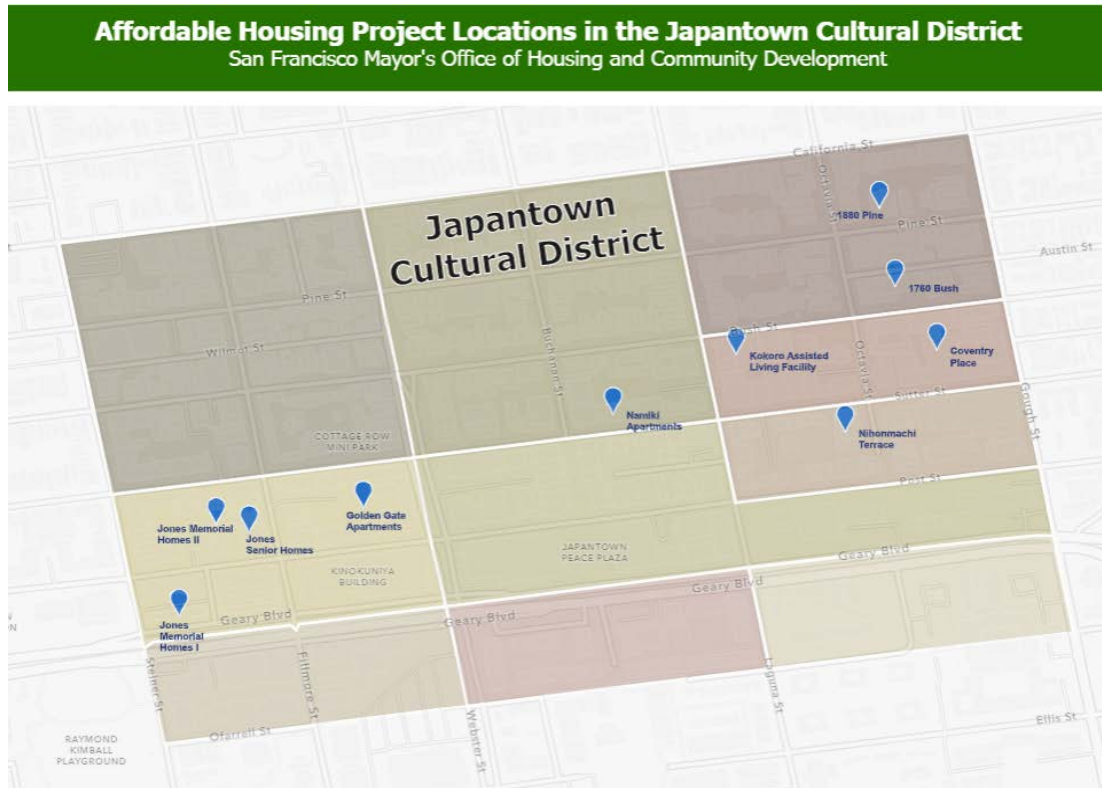 Affordable Housing Project Locations in the Japantown Cultural District
San Francisco Mayor's Office of Housing and Community Development
California St
Japantown
Cultural District
Octavia St
1880 Pine
Pine St
Austin St
Pine St
1760 Bush
Wilmot St
Buchanan St
Bush St
Kokoro Assisted
Living Facility
Octavia St
Coventry
Place
Sutter St
Gough St
Namiki
Apartments
COTTAGE ROW
MINI PARK
Nihonmachi
Terrace
Post St
Jones Memorial
Homes II
Jones
Senior Homes
Golden Gate
Apartments
JAPANTOWN
PEACE PLAZA
Geary Blvd
KINOKUNIYA
BUILDING
Geary Blvd
Geary Blvd
Geary Blvd
Jones
Memorial
Homes I
Steiner St
Fillmore St
Webster St
Laguna St
Ofarrell St
Ellis St
RAYMOND
KIMBALL
PLAYGROUND